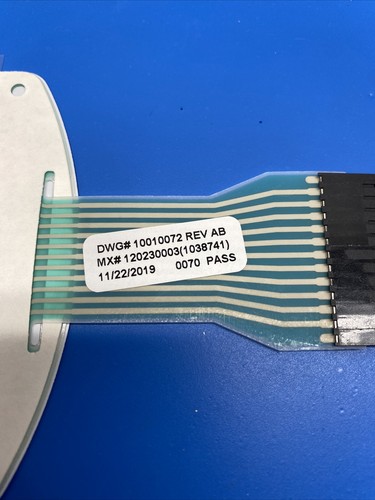 DWG# 10010072 REV AB
MX# 120230003(1038741)
11/22/2019 0070 PASS